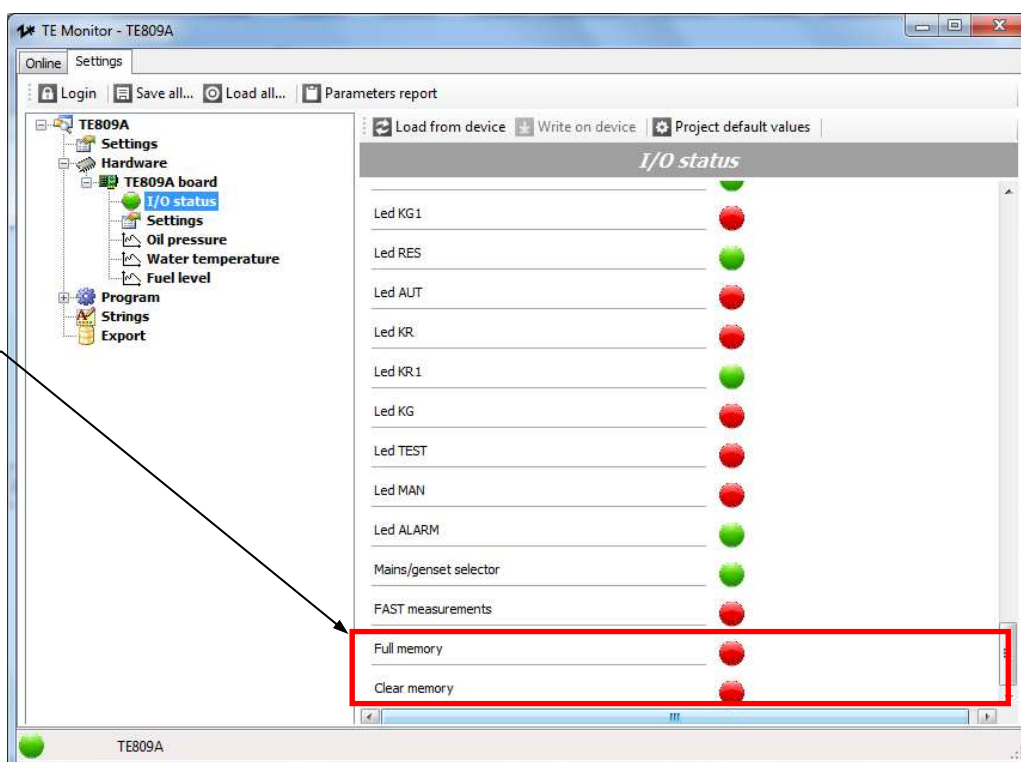 TE Monitor - TE809A
Online Settings
Login Save all... Load all... Parameters report
TE809A
Settings
Hardware
TE809A board
I/O status
Settings
Oil pressure
Water temperature
Fuel level
Program
Strings
Export
Load from device Write on device Project default values
I/O status
Led KG1
Led RES
Led AUT
Led KR
Led KR1
Led KG
Led TEST
Led MAN
Led ALARM
Mains/genset selector
FAST measurements
Full memory
Clear memory
TE809A